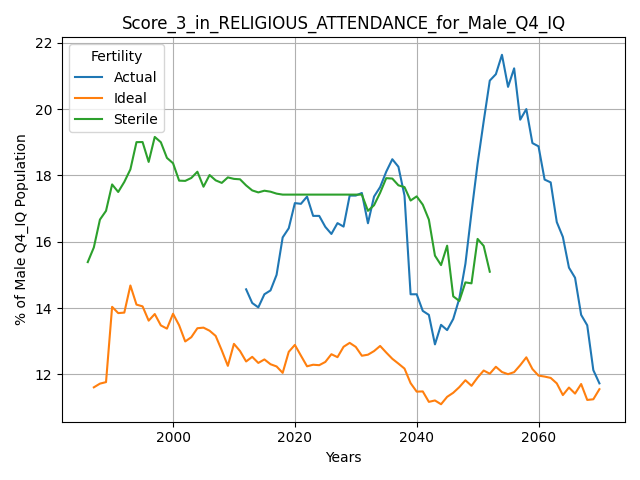 Score_3_in_RELIGIOUS_ATTENDANCE_for_Male_Q4_IQ
% of Male Q4_IQ Population
22
20
18
16
14
12
Fertility
Actual
Ideal
Sterile
2000
2020
2040
2060
Years